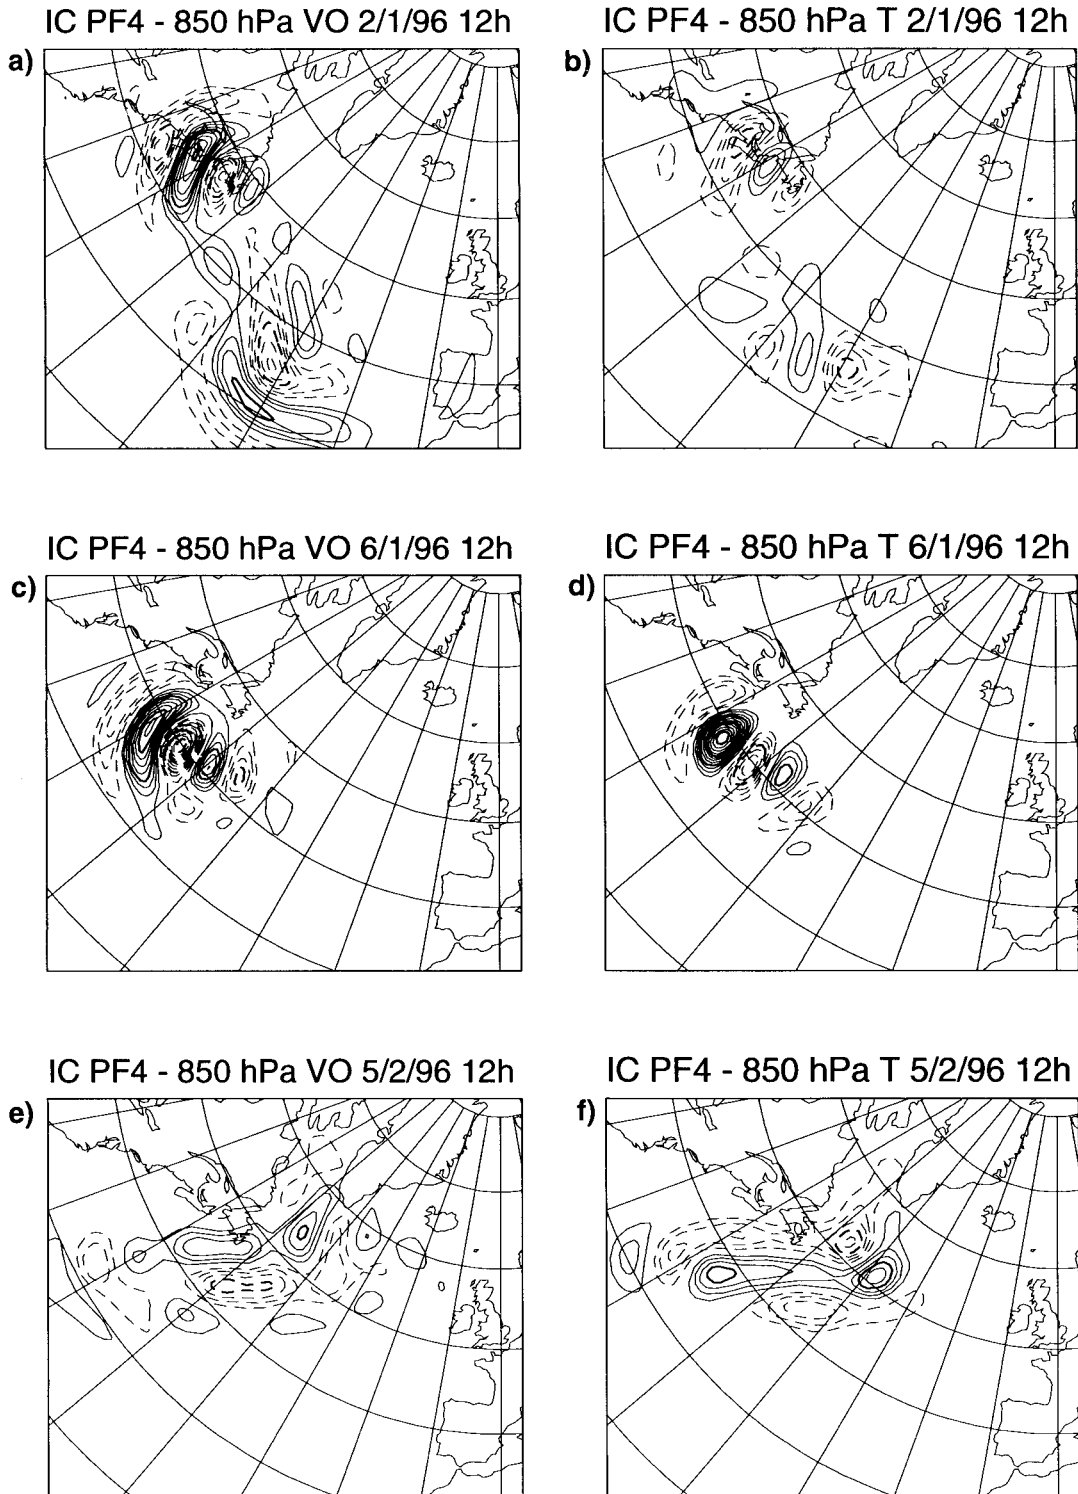 IC PF4 - 850 hPa VO 2/1/96 12h
a)
IC PF4 - 850 hPa T 2/1/96 12h
b)
IC PF4 - 850 hPa VO 6/1/96 12h
c)
IC PF4 - 850 hPa T 6/1/96 12h
d)
IC PF4 - 850 hPa VO 5/2/96 12h
e)
IC PF4 - 850 hPa T 5/2/96 12h
f)